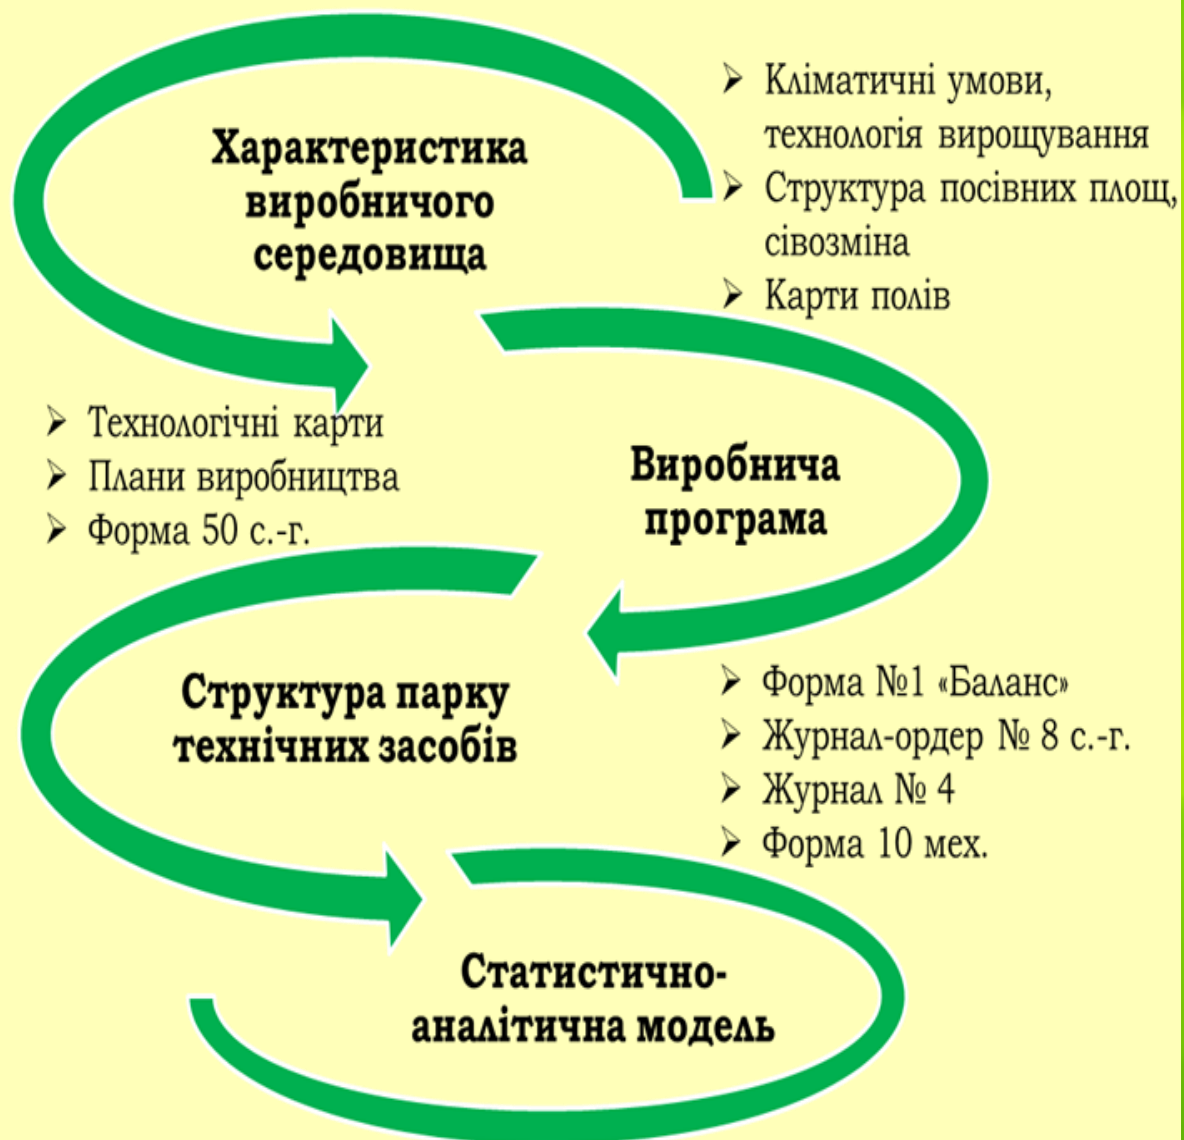 Характеристика
виробничого
середовища
➢ Кліматичні умови,
технологія вирощування
➢ Структура посівних площ,
сівозміна
➢ Карти полів
➢ Технологічні карти
➢ Плани виробництва
➢ Форма 50 с.-г.
Виробнича
програма
Структура парку
технічних засобів
➢ Форма №1 «Баланс»
➢ Журнал-ордер № 8 с.-г.
➢ Журнал № 4
➢ Форма 10 мех.
Статистично-
аналітична модель